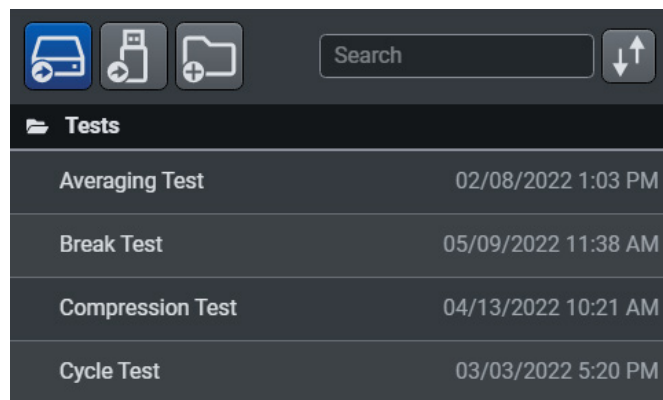 Search
Tests
Averaging Test 02/08/2022 1:03 PM
Break Test 05/09/2022 11:38 AM
Compression Test 04/13/2022 10:21 AM
Cycle Test 03/03/2022 5:20 PM